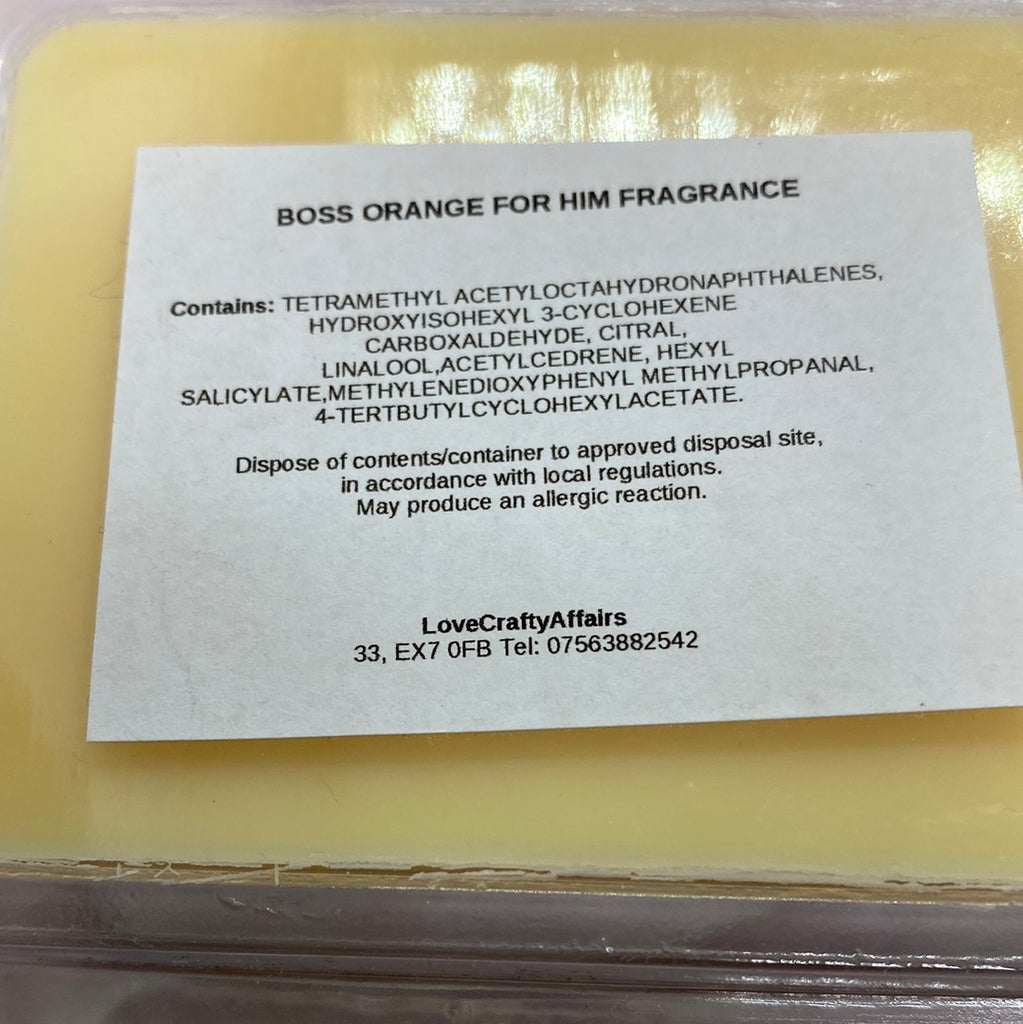 BOSS ORANGE FOR HIM FRAGRANCE
Contains: TETRAMETHYL ACETYLOCTAHYDRONAPHTHALENES,
HYDROXYISOHEXYL 3-CYCLOHEXENE
CARBOXALDEHYDE, CITRAL,
LINALOOL,ACETYLCEDRENE, HEXYL
SALICYLATE,METHYLENEDIOXYPHENYL METHYLPROPANAL,
4-TERTBUTYLCYCLOHEXYLACETATE.
Dispose of contents/container to approved disposal site,
in accordance with local regulations.
May produce an allergic reaction.
LoveCraftyAffairs
33, EX7 0FB Tel: 07563882542